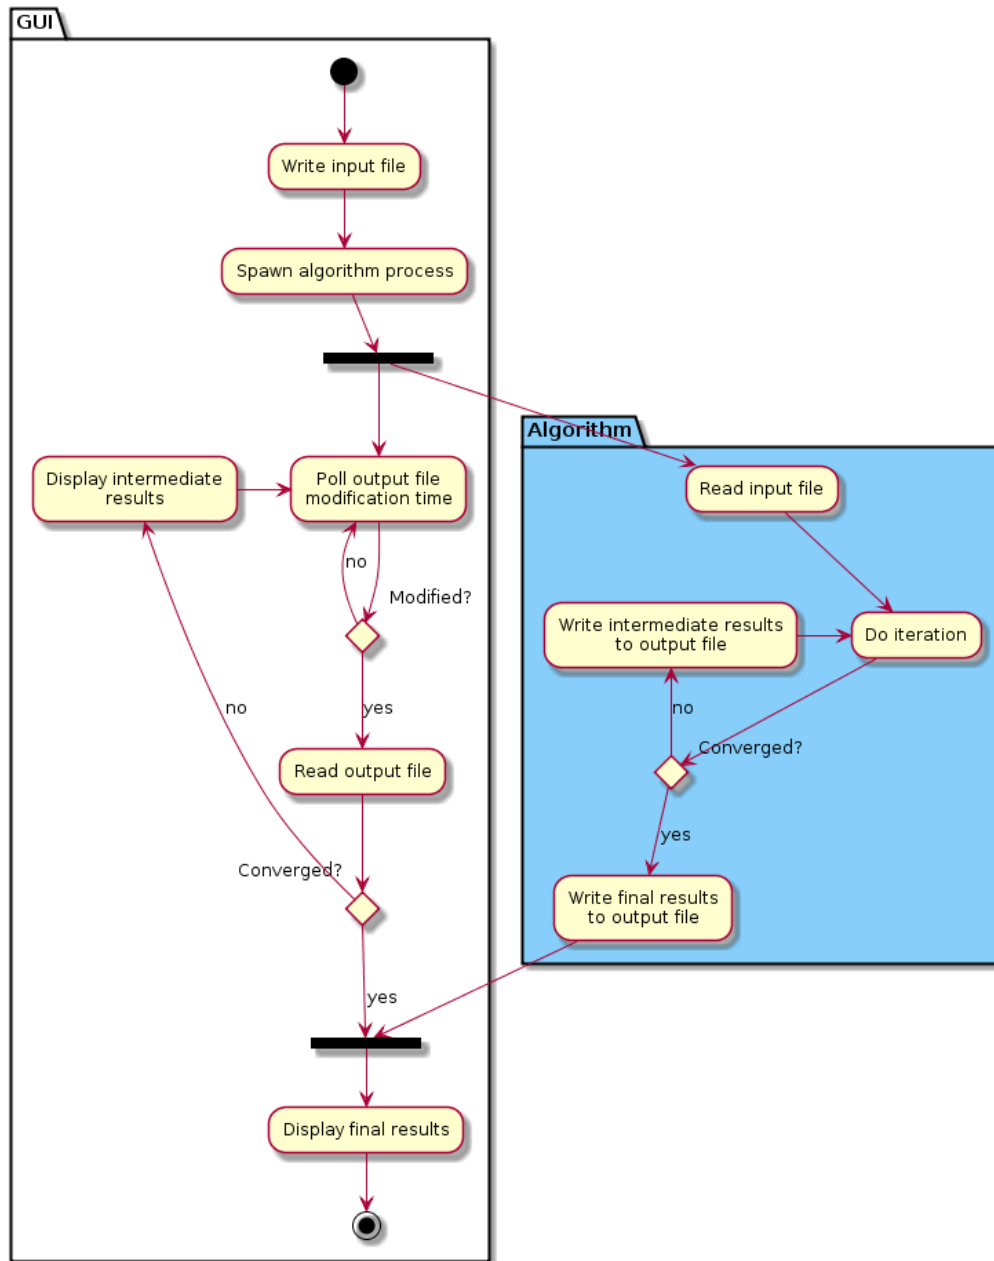 GUI
Write input file
Spawn algorithm process
Algorithm
Display intermediate
results
Poll output file
modification time
Read input file
no
Modified?
Write intermediate results
to output file
Do iteration
no
yes
no
Converged?
Read output file
yes
Converged?
Write final results
to output file
yes
Display final results